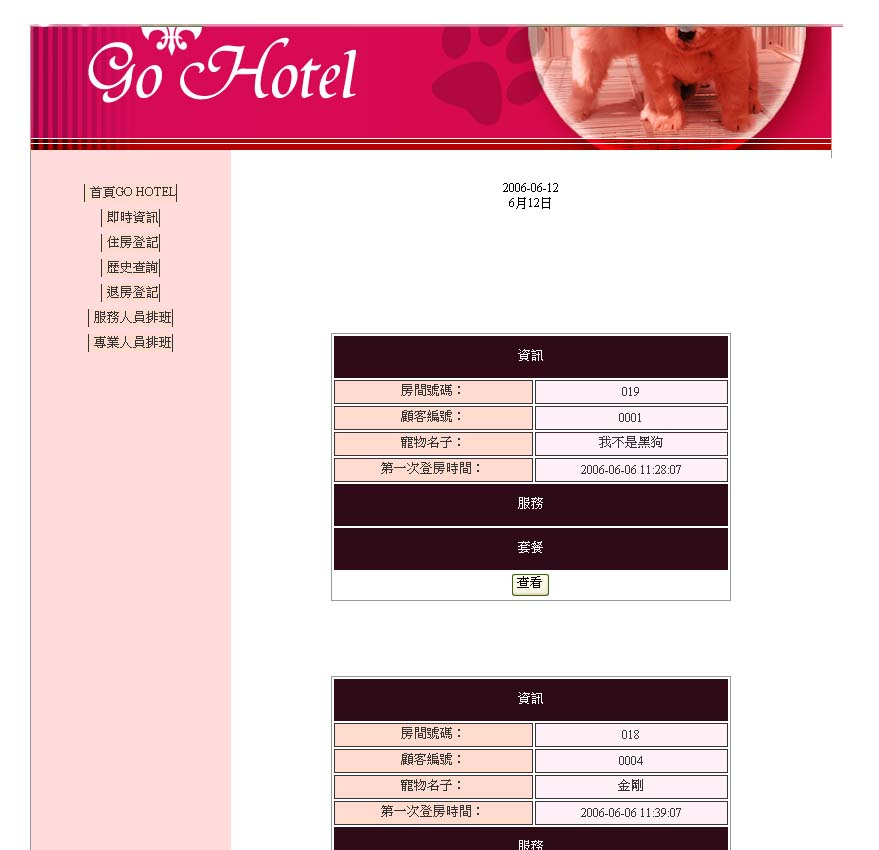 Go Hotel
首頁GO HOTEL
即時資訊
住房登記
歷史查詢
退房登記
服務人員排班
專業人員排班
2006-06-12
6月12日
資訊
房間號碼： 019
顧客編號： 0001
寵物名子： 我不是黑狗
第一次登房時間： 2006-06-06 11:28:07
服務
套餐
查看
資訊
房間號碼： 018
顧客編號： 0004
寵物名子： 金剛
第一次登房時間： 2006-06-06 11:39:07
服務